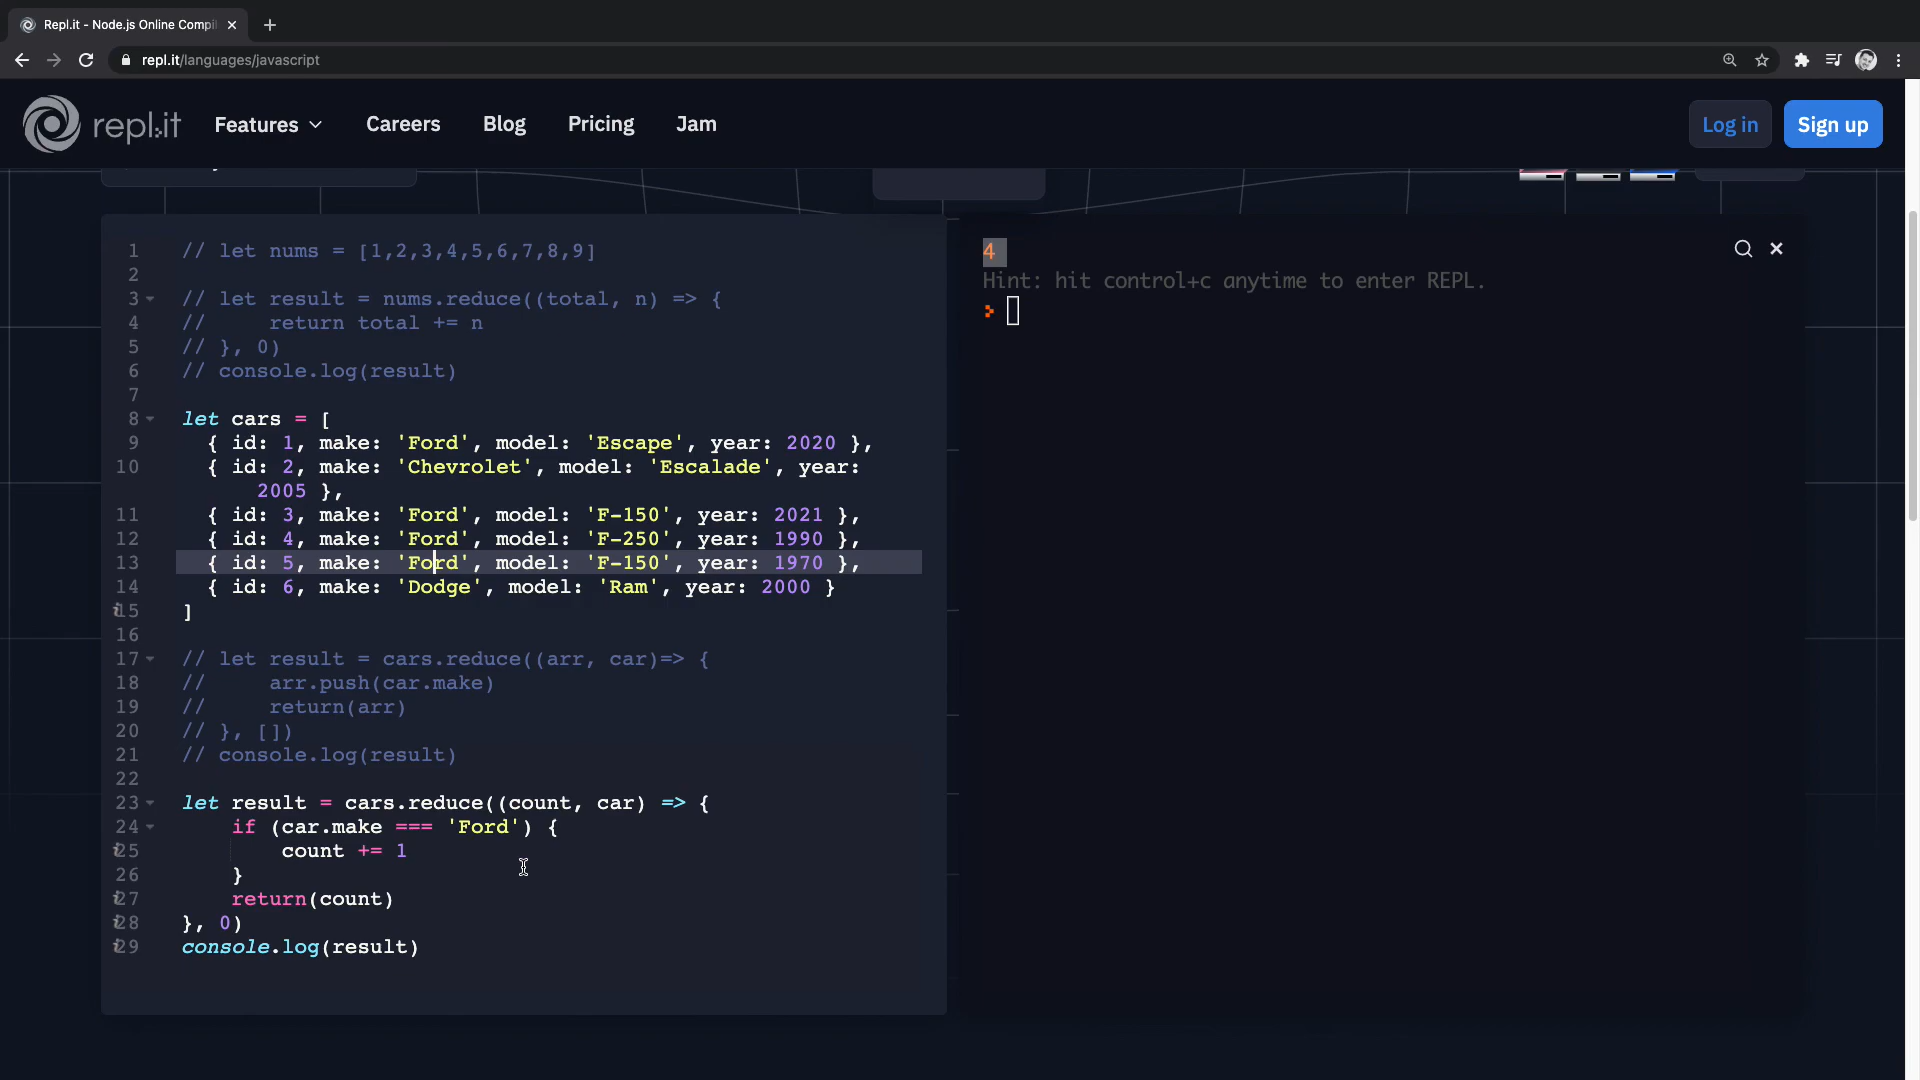 Repl.it - Node.js Online Compi
repl.it/languages/javascript
repl.it Features Careers Blog Pricing Jam Log in Sign up
1 // let nums = [1,2,3,4,5,6,7,8,9]
2
3 // let result = nums.reduce((total, n) => {
4 //     return total += n
5 // }, 0)
6 // console.log(result)
7
8 let cars = [
9   { id: 1, make: 'Ford', model: 'Escape', year: 2020 },
10   { id: 2, make: 'Chevrolet', model: 'Escalade', year:
2005 },
11   { id: 3, make: 'Ford', model: 'F-150', year: 2021 },
12   { id: 4, make: 'Ford', model: 'F-250', year: 1990 },
13   { id: 5, make: 'Ford', model: 'F-150', year: 1970 },
14   { id: 6, make: 'Dodge', model: 'Ram', year: 2000 }
15 ]
16
17 // let result = cars.reduce((arr, car)=> {
18 //     arr.push(car.make)
19 //     return(arr)
20 // }, [])
21 // console.log(result)
22
23 let result = cars.reduce((count, car) => {
24     if (car.make === 'Ford') {
25         count += 1
26     }
27     return(count)
28 }, 0)
29 console.log(result)
4
Hint: hit control+c anytime to enter REPL.
>